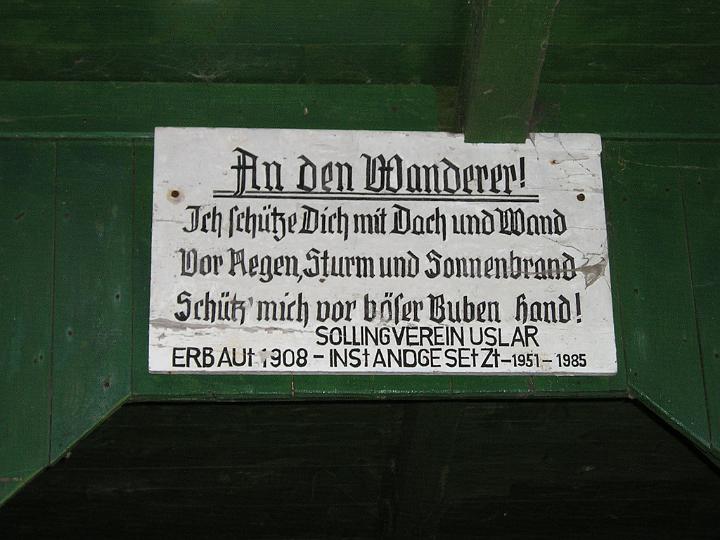 An den Wanderer!
Ich schütze Dich mit Dach und Wand
Vor Regen, Sturm und Sonnenbrand
Schütz' mich vor böser Buben Hand!
SOLLINGVEREIN USLAR
ERBAUt 1908 - INStANDGESEtZt - 1951 - 1985